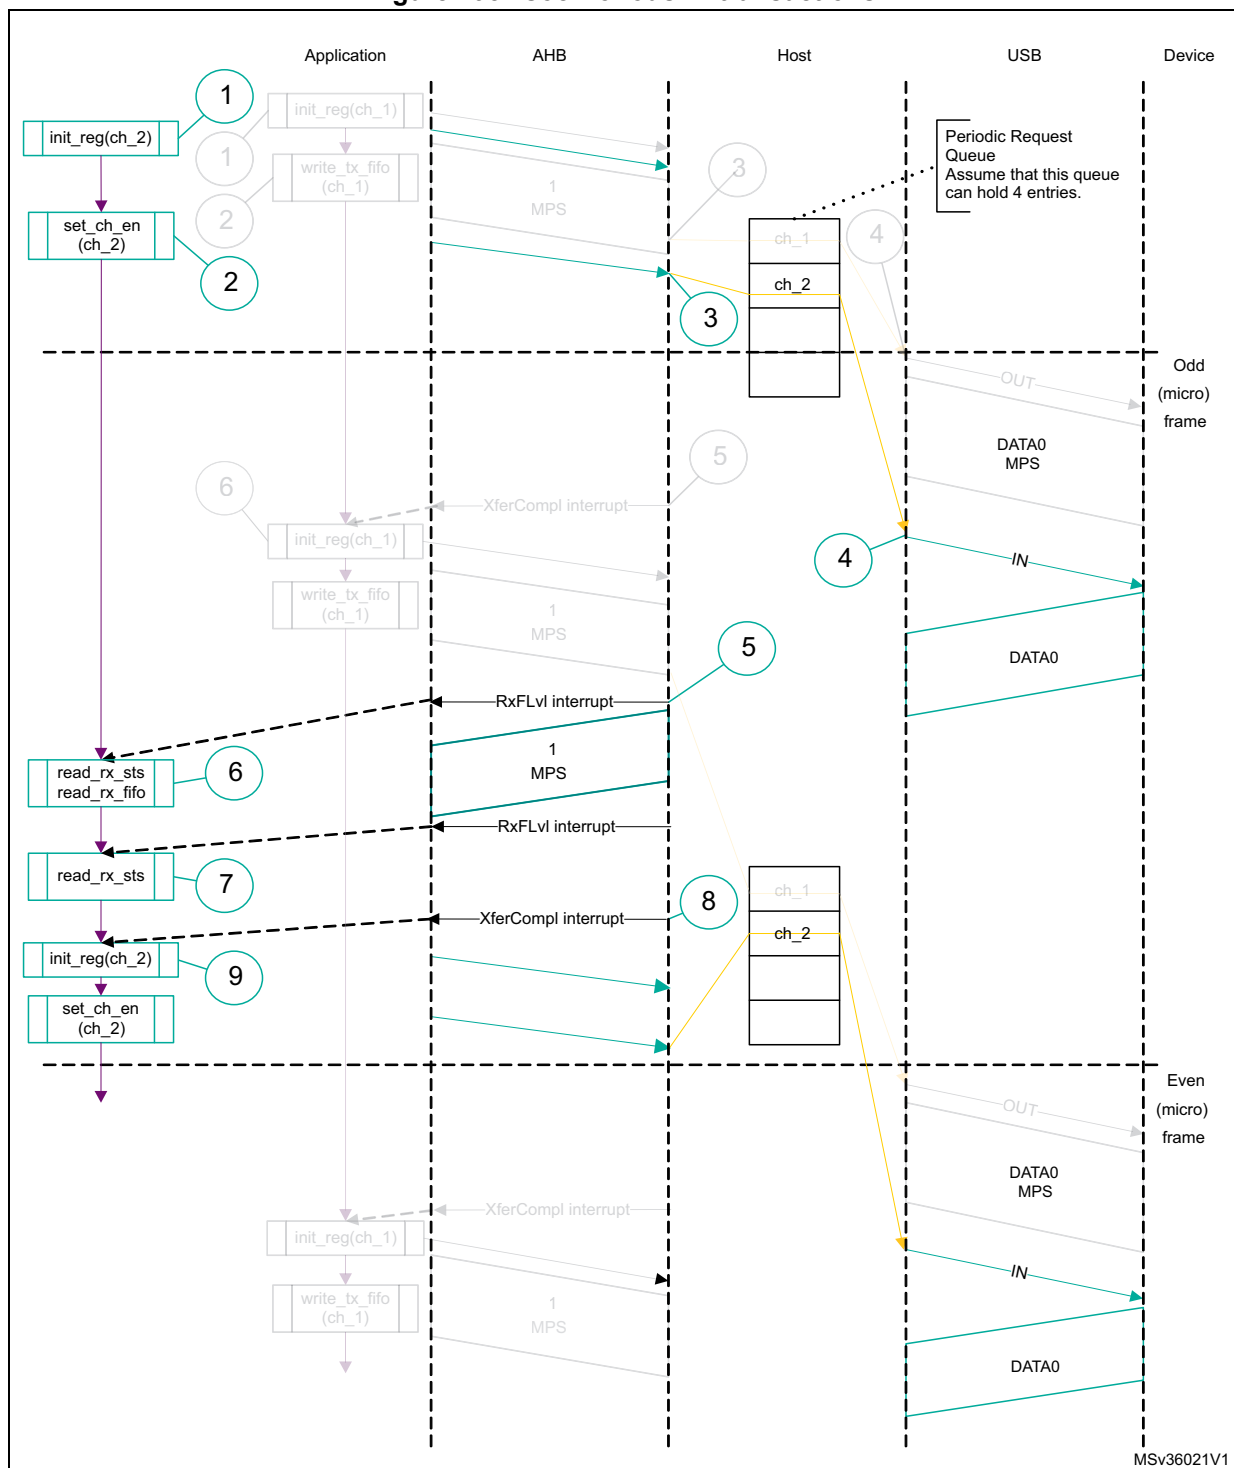 Application
AHB
Host
USB
Device
init_reg(ch_2)
1
init_reg(ch_1)
1
write_tx_fifo
(ch_1)
2
set_ch_en
(ch_2)
2
1
MPS
3
3
4
Periodic Request
Queue
Assume that this queue
can hold 4 entries.
ch_1
ch_2
Odd
(micro)
frame
OUT
DATA0
MPS
5
6
XferCompl interrupt
init_reg(ch_1)
write_tx_fifo
(ch_1)
1
MPS
4
IN
DATA0
5
RxFLvl interrupt
1
MPS
read_rx_sts
read_rx_fifo
6
RxFLvl interrupt
read_rx_sts
7
8
XferCompl interrupt
ch_1
ch_2
init_reg(ch_2)
9
set_ch_en
(ch_2)
Even
(micro)
frame
OUT
DATA0
MPS
XferCompl interrupt
init_reg(ch_1)
write_tx_fifo
(ch_1)
1
MPS
IN
DATA0
MSv36021V1